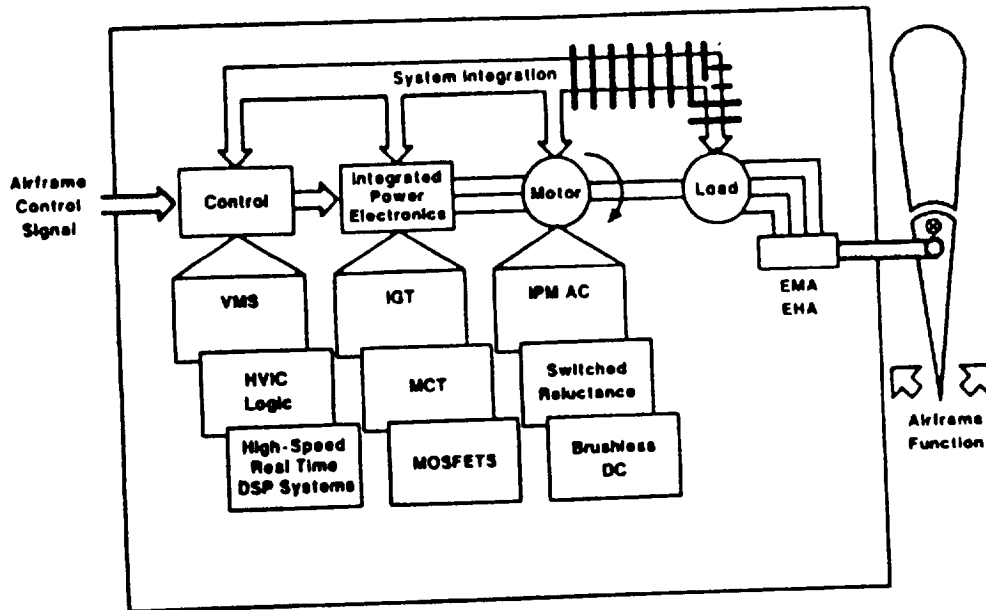 System Integration
Airframe
Control
Signal
Control
Integrated
Power
Electronics
Motor
Load
EMA
EHA
VMS
IGT
IPM AC
HVIC
Logic
MCT
Switched
Reluctance
High-Speed
Real Time
DSP Systems
MOSFETS
Brushless
DC
Airframe
Function